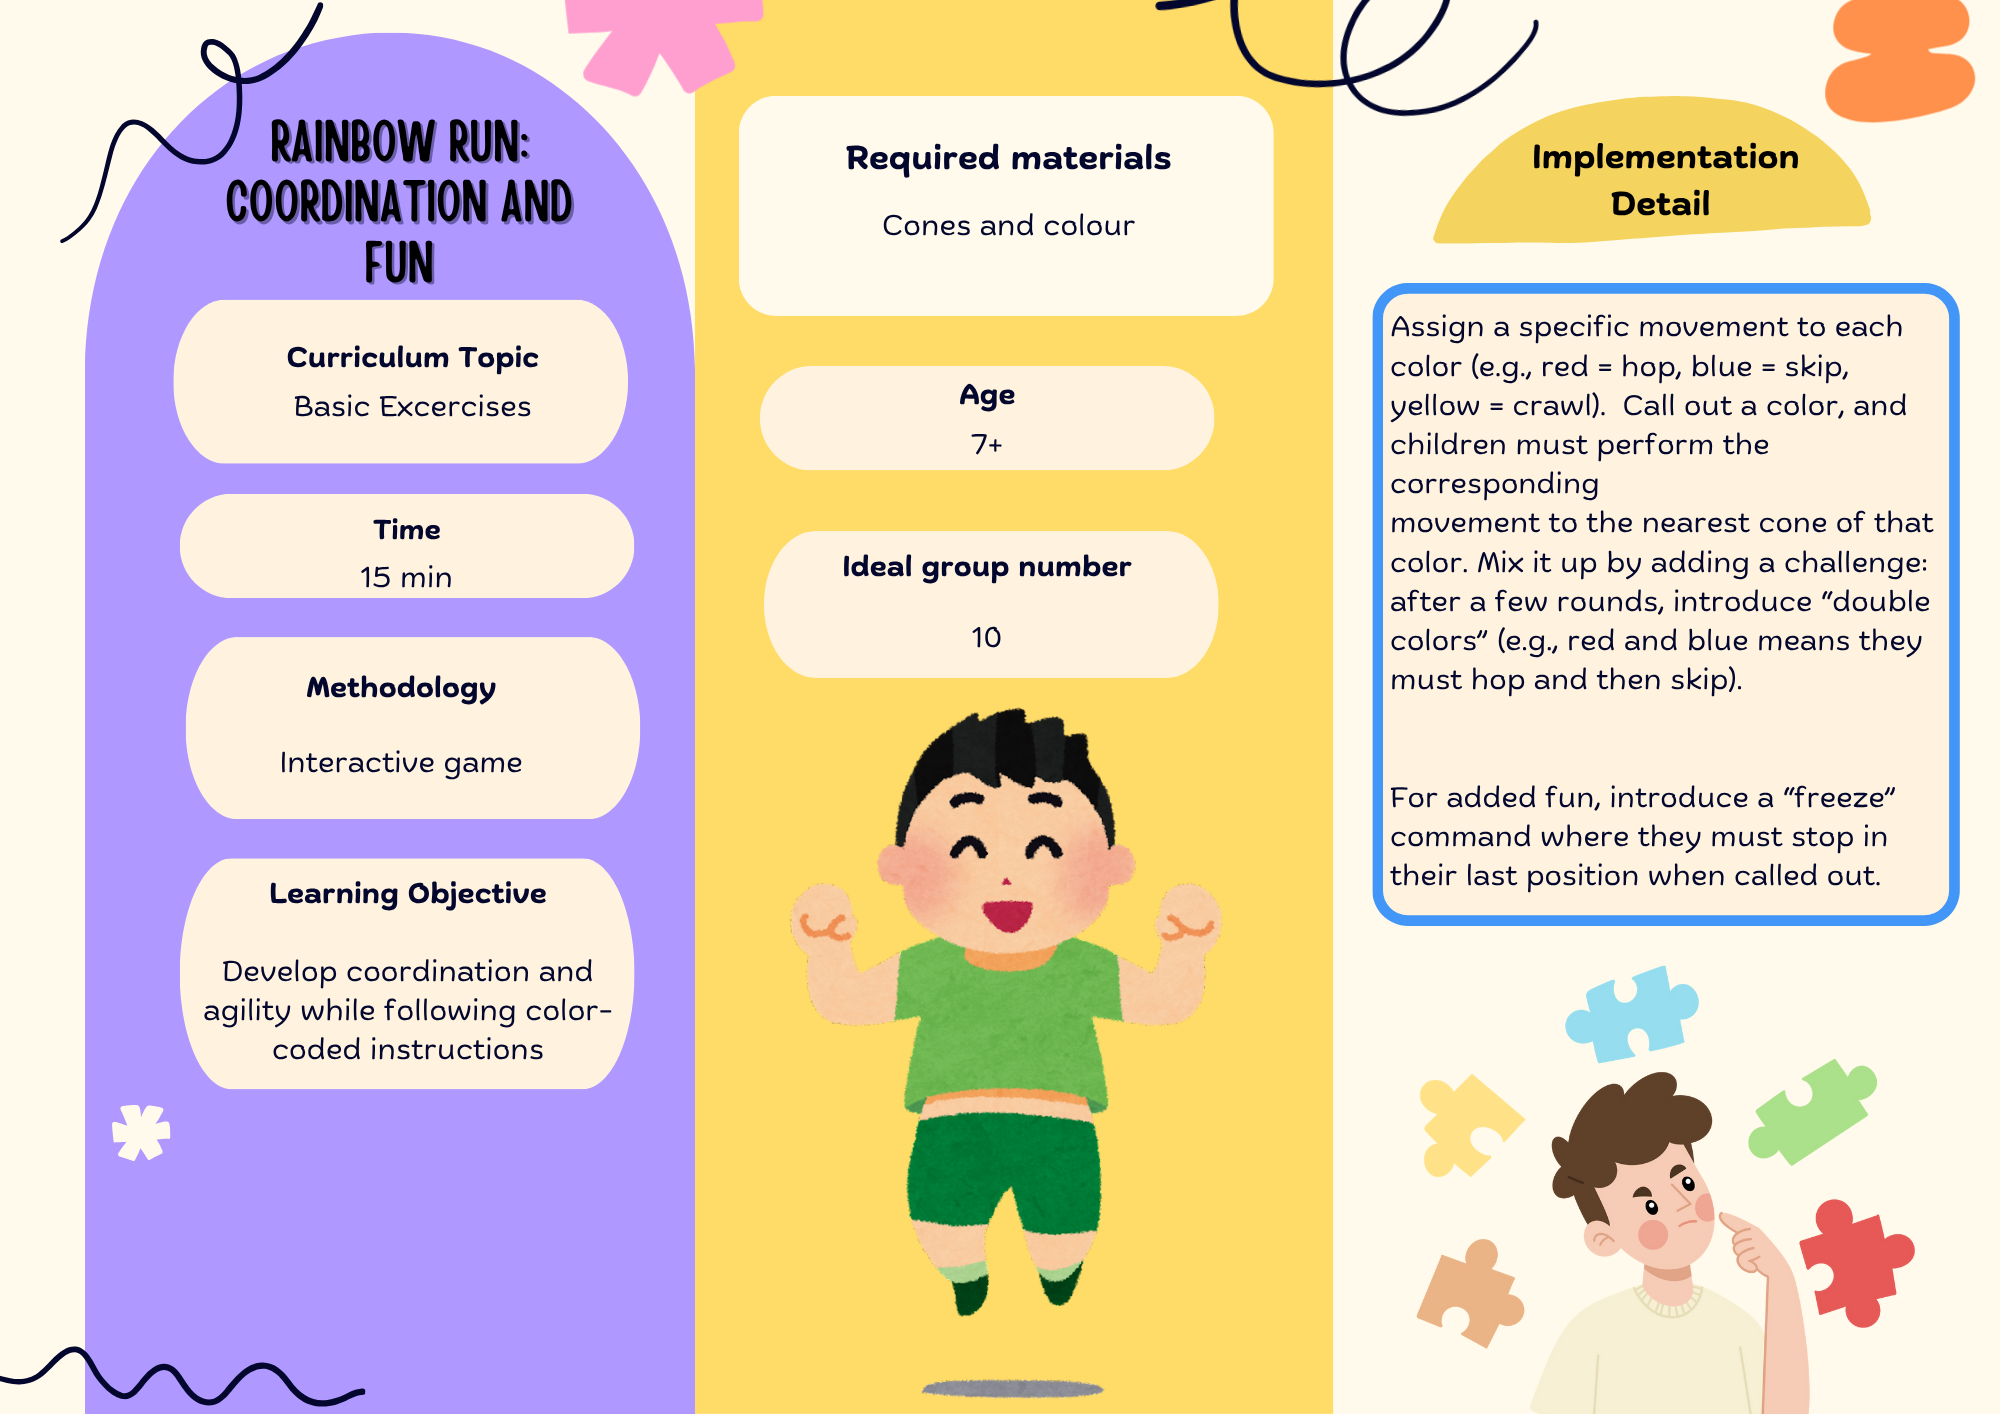 RAINBOW RUN:
COORDINATION AND
FUN
Curriculum Topic
Basic Excercises
Time
15 min
Methodology
Interactive game
Learning Objective
Develop coordination and
agility while following color-
coded instructions
Required materials
Cones and colour
Age
7+
Ideal group number
10
Implementation
Detail
Assign a specific movement to each
color (e.g., red = hop, blue = skip,
yellow = crawl).  Call out a color, and
children must perform the
corresponding
movement to the nearest cone of that
color. Mix it up by adding a challenge:
after a few rounds, introduce “double
colors” (e.g., red and blue means they
must hop and then skip).
For added fun, introduce a “freeze”
command where they must stop in
their last position when called out.